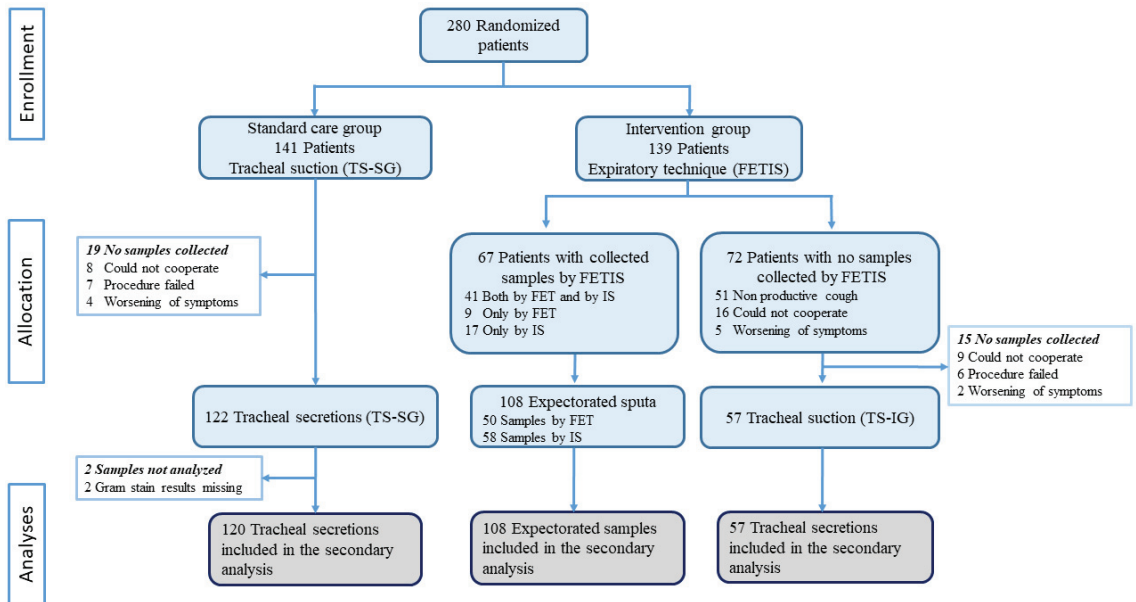 Enrollment
280 Randomized
patients
Standard care group
141 Patients
Tracheal suction (TS-SG)
Intervention group
139 Patients
Expiratory technique (FETIS)
Allocation
19 No samples collected
8 Could not cooperate
7 Procedure failed
4 Worsening of symptoms
67 Patients with collected
samples by FETIS
41 Both by FET and by IS
9 Only by FET
17 Only by IS
72 Patients with no samples
collected by FETIS
51 Non productive cough
16 Could not cooperate
5 Worsening of symptoms
15 No samples collected
9 Could not cooperate
6 Procedure failed
2 Worsening of symptoms
122 Tracheal secretions (TS-SG)
108 Expectorated sputa
50 Samples by FET
58 Samples by IS
57 Tracheal suction (TS-IG)
Analyses
2 Samples not analyzed
2 Gram stain results missing
120 Tracheal secretions
included in the secondary
analysis
108 Expectorated samples
included in the secondary
analysis
57 Tracheal secretions
included in the secondary
analysis